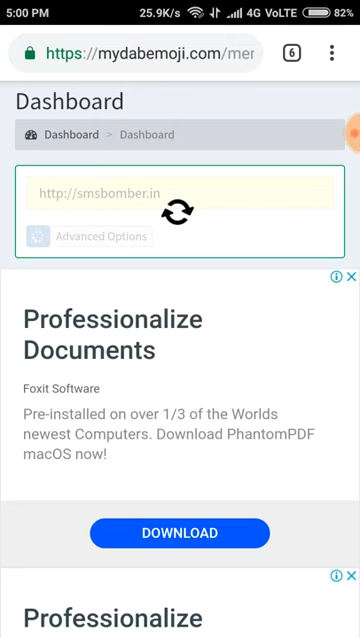 5:00 PM 25.9K/s 4G VoLTE 82%
https://mydabemoji.com/mer 6
Dashboard
Dashboard > Dashboard
http://smsbomber.in
Advanced Options
Professionalize
Documents
Foxit Software
Pre-installed on over 1/3 of the Worlds
newest Computers. Download PhantomPDF
macOS now!
DOWNLOAD
Professionalize